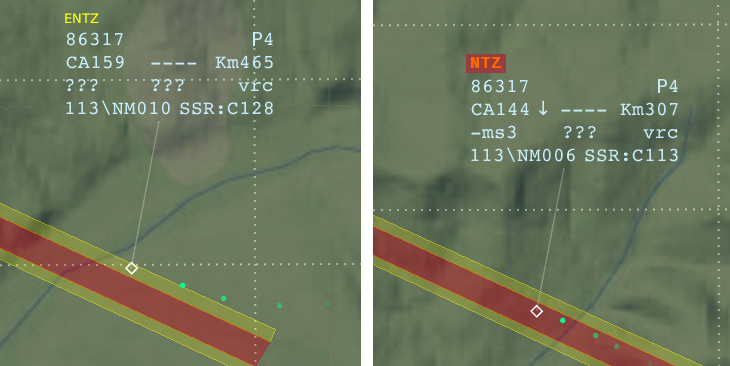 ENTZ
86317 P4
CA159 ---- Km465
??? ??? vrc
113\NM010 SSR:C128
NTZ
86317 P4
CA144 ↓ ---- Km307
-ms3 ??? vrc
113\NM006 SSR:C113